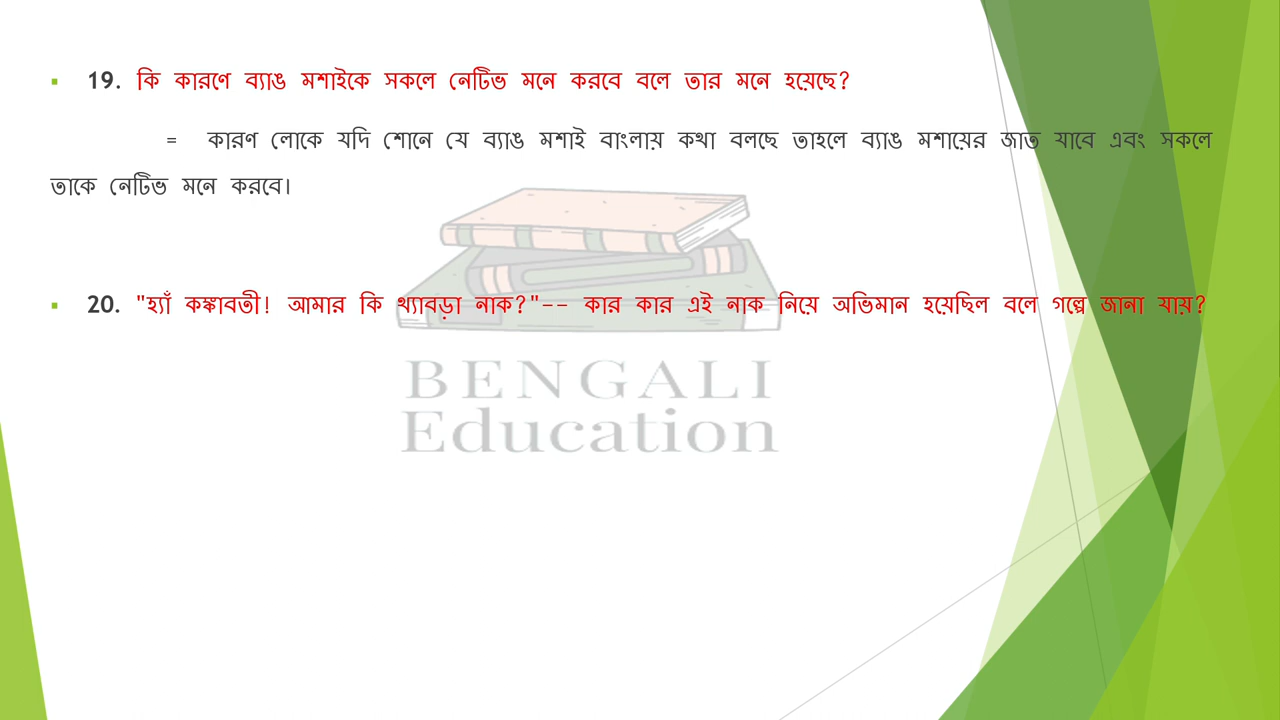 19. কি কারণে ব্যাঙ মশাইকে সকলে নেটিভ মনে করবে বলে তার মনে হয়েছে?
= কারণ লোকে যদি শোনে যে ব্যাঙ মশাই বাংলায় কথা বলছে তাহলে ব্যাঙ মশায়ের জাত যাবে এবং সকলে
তাকে নেটিভ মনে করবে।
20. "হ্যাঁ কঙ্কাবতী! আমার কি থ্যাবড়া নাক?"-- কার কার এই নাক নিয়ে অভিমান হয়েছিল বলে গল্পে জানা যায়?
BENGALI
Education